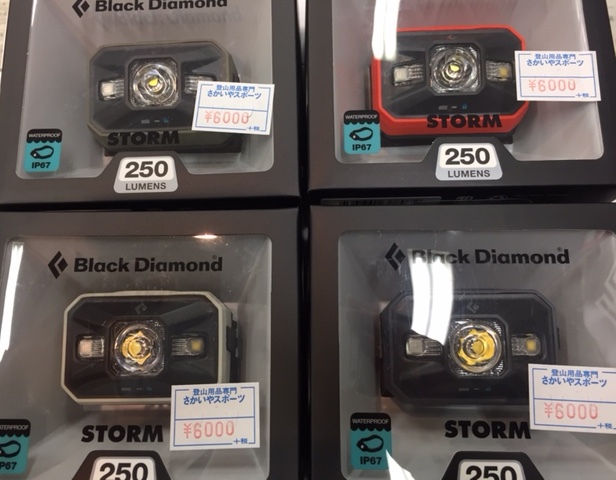 Black Diamond
登山用品専門
さかいやスポーツ
¥6000
+税
WATERPROOF
IP67
STORM
250
LUMENS
登山用品専門
さかいやスポーツ
¥6000
+税
WATERPROOF
IP67
STORM
250
LUMENS
Black Diamond
登山用品専門
さかいやスポーツ
¥6000
+税
WATERPROOF
IP67
STORM
250
Black Diamond
登山用品専門
さかいやスポーツ
¥6000
+税
WATERPROOF
IP67
STORM
250